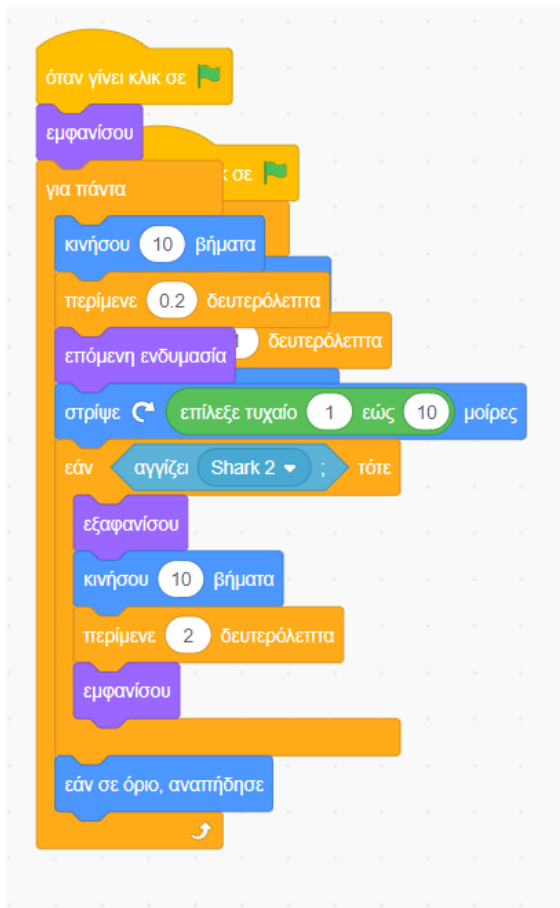 όταν γίνει κλικ σε
εμφανίσου
κ σε
για πάντα
κινήσου 10 βήματα
περίμενε 0.2 δευτερόλεπτα
δευτερόλεπτα
επόμενη ενδυμασία
στρίψε επίλεξε τυχαίο 1 εώς 10 μοίρες
εάν αγγίζει Shark 2 ; τότε
εξαφανίσου
κινήσου 10 βήματα
περίμενε 2 δευτερόλεπτα
εμφανίσου
εάν σε όριο, αναπήδησε